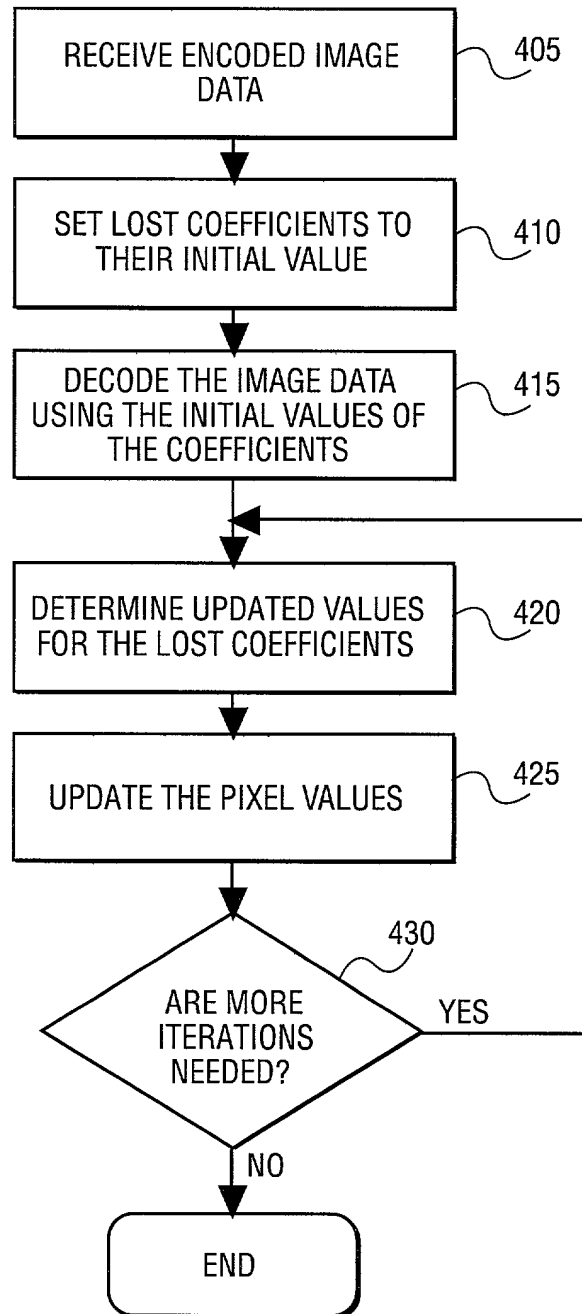 RECEIVE ENCODED IMAGE
DATA
405
SET LOST COEFFICIENTS TO
THEIR INITIAL VALUE
410
DECODE THE IMAGE DATA
USING THE INITIAL VALUES OF
THE COEFFICIENTS
415
DETERMINE UPDATED VALUES
FOR THE LOST COEFFICIENTS
420
UPDATE THE PIXEL VALUES
425
430
ARE MORE
ITERATIONS
NEEDED?
YES
NO
END